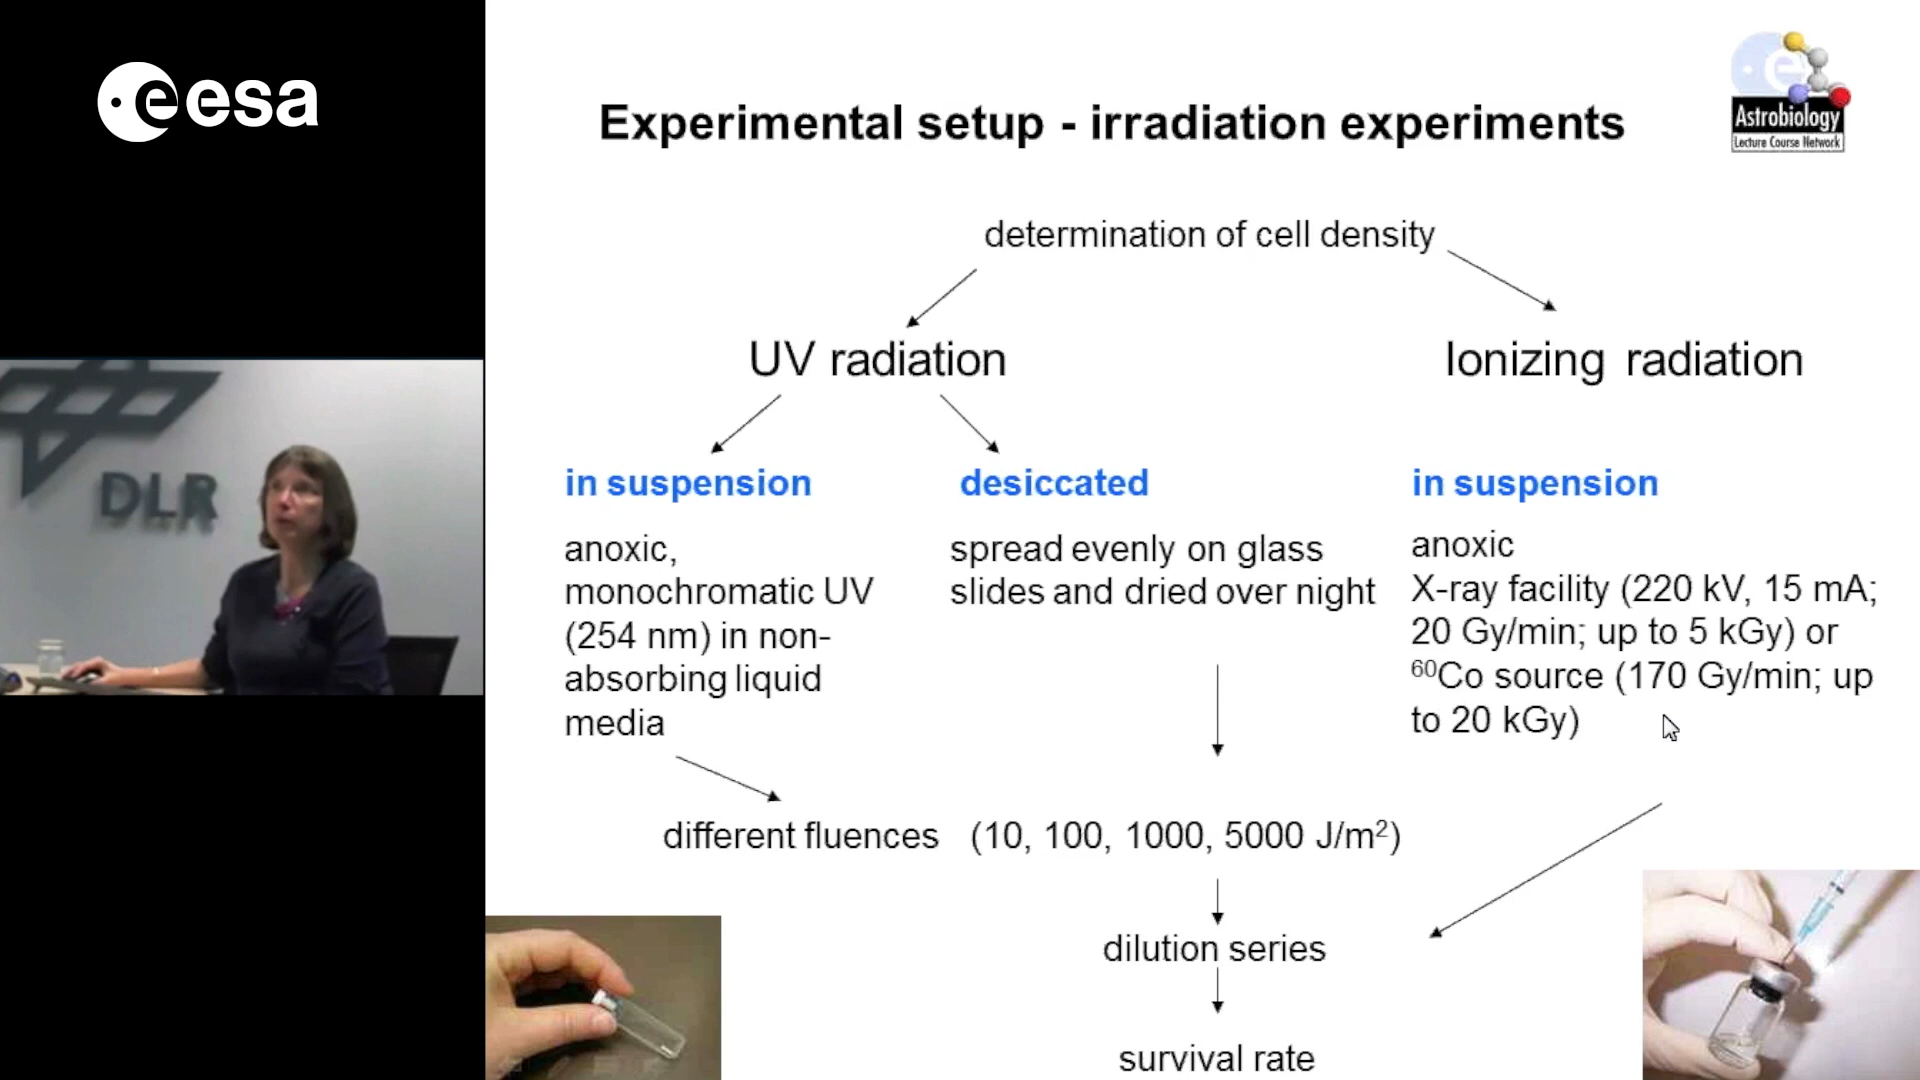 esa
Experimental setup - irradiation experiments
Astrobiology
Lecture Course Network
determination of cell density
UV radiation
Ionizing radiation
in suspension
desiccated
in suspension
anoxic,
monochromatic UV
(254 nm) in non-
absorbing liquid
media
spread evenly on glass
slides and dried over night
anoxic
X-ray facility (220 kV, 15 mA;
20 Gy/min; up to 5 kGy) or
⁶⁰Co source (170 Gy/min; up
to 20 kGy)
DLR
different fluences (10, 100, 1000, 5000 J/m²)
dilution series
survival rate